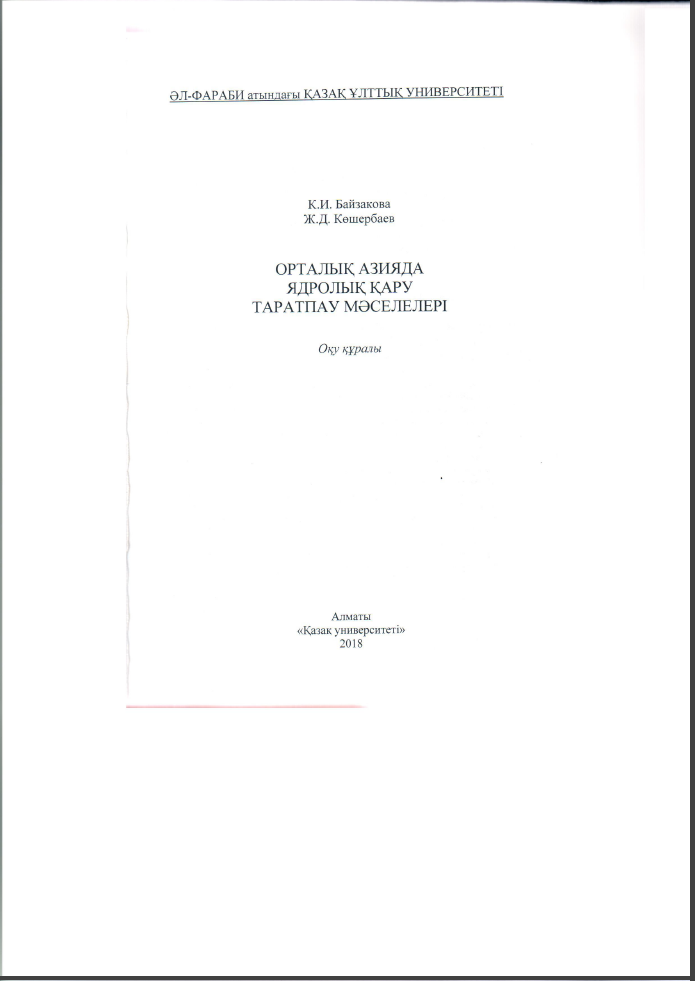 ӘЛ-ФАРАБИ атындағы ҚАЗАҚ ҰЛТТЫҚ УНИВЕРСИТЕТІ
К.И. Байзакова
Ж.Д. Көшербаев
ОРТАЛЫҚ АЗИЯДА
ЯДРОЛЫҚ ҚАРУ
ТАРАТПАУ МӘСЕЛЕЛЕРІ
Оқу құралы
Алматы
«Қазақ университеті»
2018